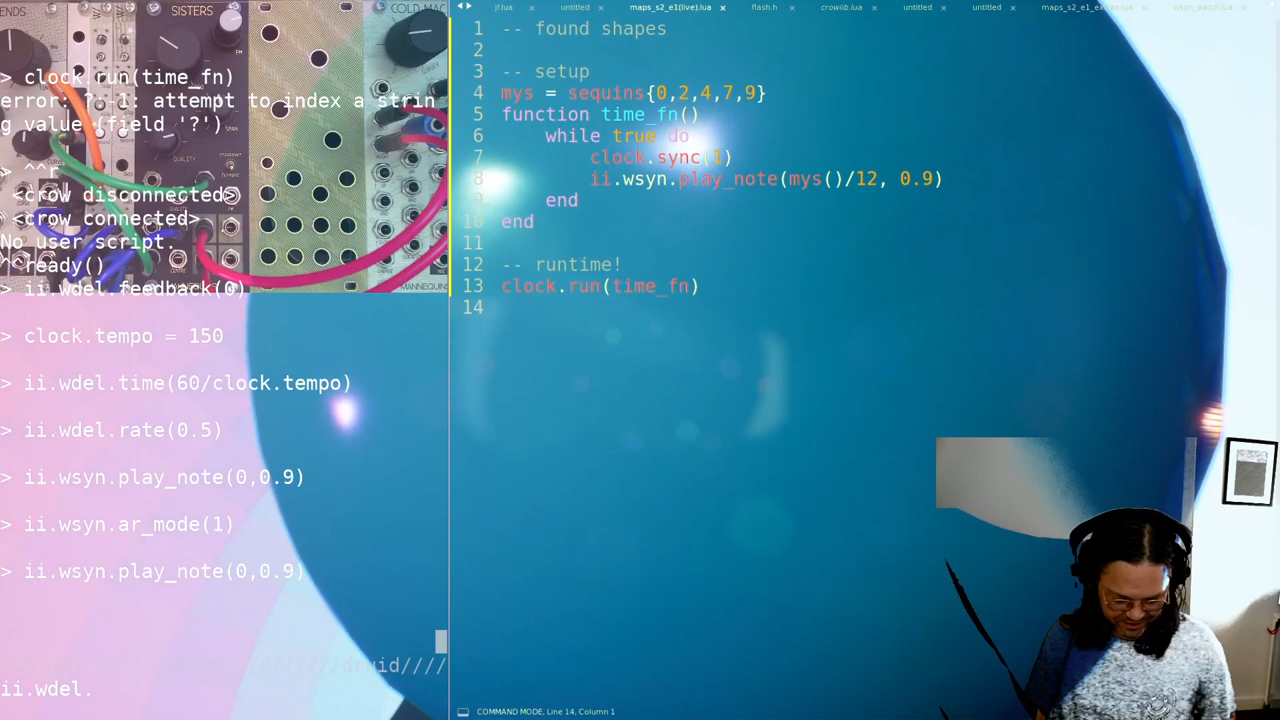 jf.lua
untitled
maps_s2_e1(live).lua
flash.h
crowlib.lua
untitled
untitled
SISTERS
1 -- found shapes
2
3 -- setup
4 mys = sequins{0,2,4,7,9}
5 function time_fn()
6 while true do
7 clock.sync(1)
8 ii.wsyn.play_note(mys()/12, 0.9)
9 end
10 end
11
12 -- runtime!
13 clock.run(time_fn)
14
> clock.run(time_fn)
error: ?:-1: attempt to index a strin
g value (field '?')
> ^^r
<crow disconnected>
<crow connected>
No user script.
^^ready()
> ii.wdel.feedback(0)
> clock.tempo = 150
> ii.wdel.time(60/clock.tempo)
> ii.wdel.rate(0.5)
> ii.wsyn.play_note(0,0.9)
> ii.wsyn.ar_mode(1)
> ii.wsyn.play_note(0,0.9)
druid////
ii.wdel.
COMMAND MODE, Line 14, Column 1